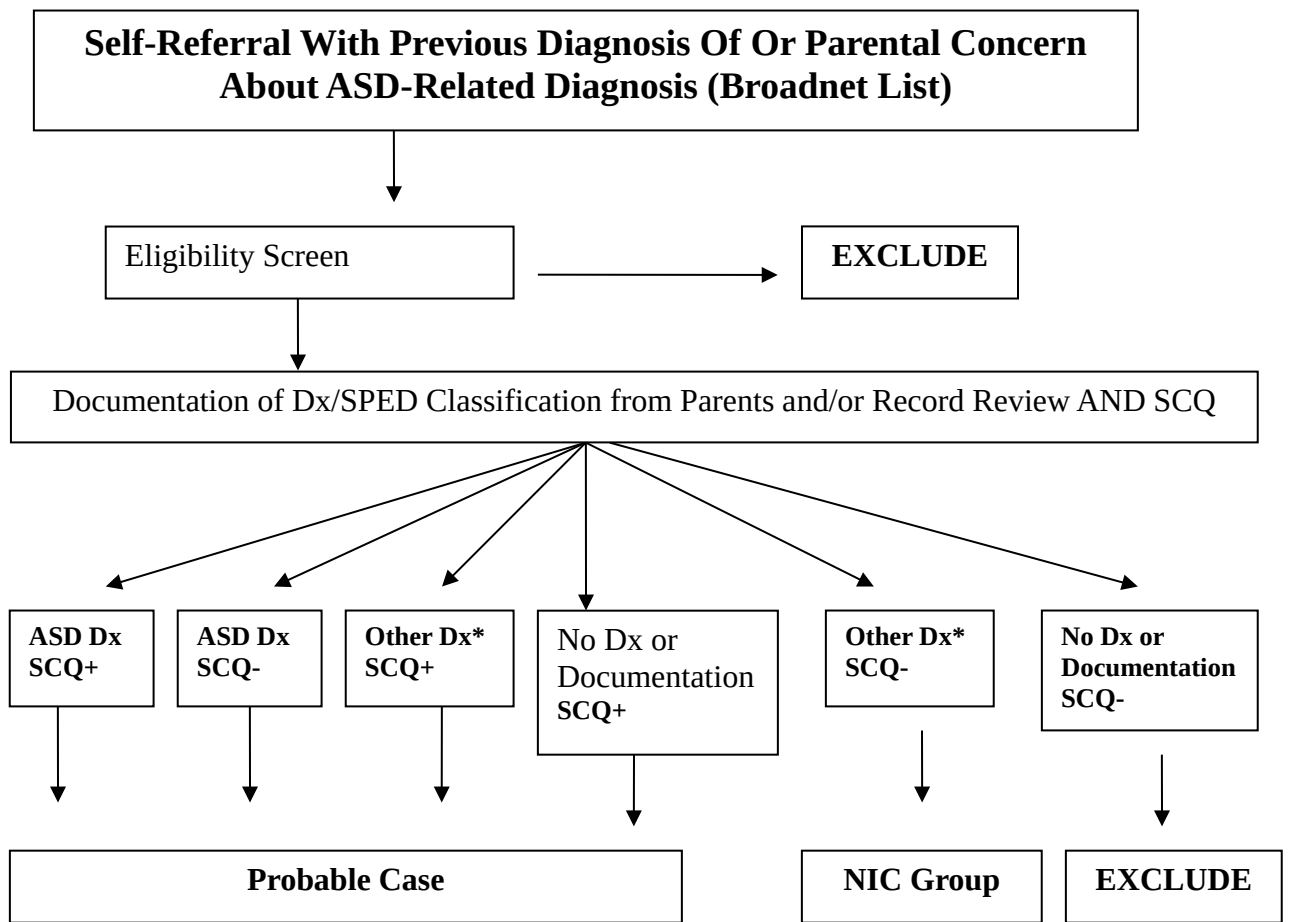 Self-Referral With Previous Diagnosis Of Or Parental Concern
About ASD-Related Diagnosis (Broadnet List)
Eligibility Screen
EXCLUDE
Documentation of Dx/SPED Classification from Parents and/or Record Review AND SCQ
ASD Dx
SCQ+
ASD Dx
SCQ-
Other Dx*
SCQ+
No Dx or
Documentation
SCQ+
Other Dx*
SCQ-
No Dx or
Documentation
SCQ-
Probable Case
NIC Group
EXCLUDE